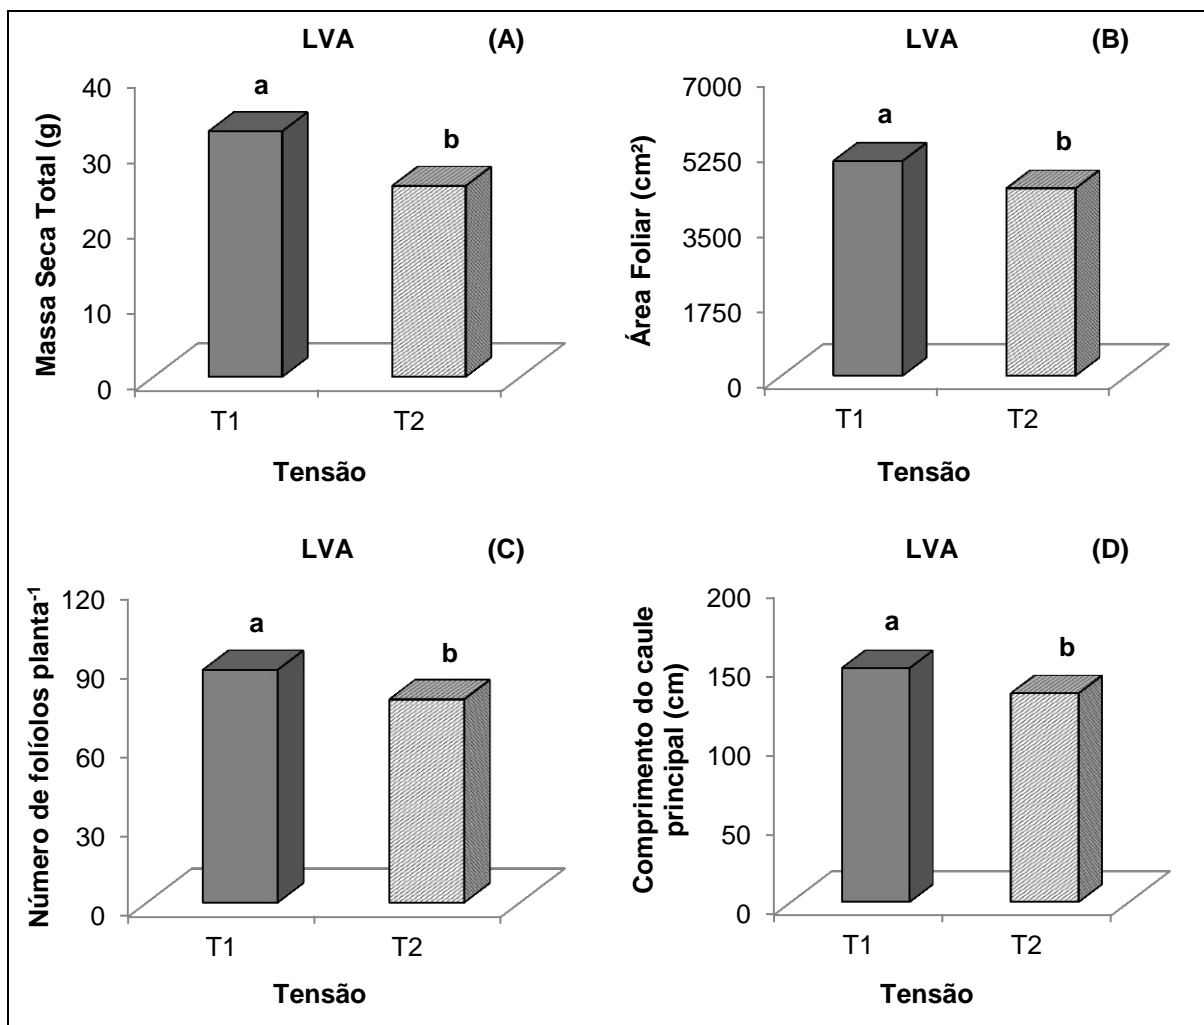 LVA (A)
Massa Seca Total (g)
40
30
20
10
0
a
b
T1 T2
Tensão
LVA (B)
Área Foliar (cm²)
7000
5250
3500
1750
0
a
b
T1 T2
Tensão
LVA (C)
Número de folíolos planta⁻¹
120
90
60
30
0
a
b
T1 T2
Tensão
LVA (D)
Comprimento do caule
principal (cm)
200
150
100
50
0
a
b
T1 T2
Tensão